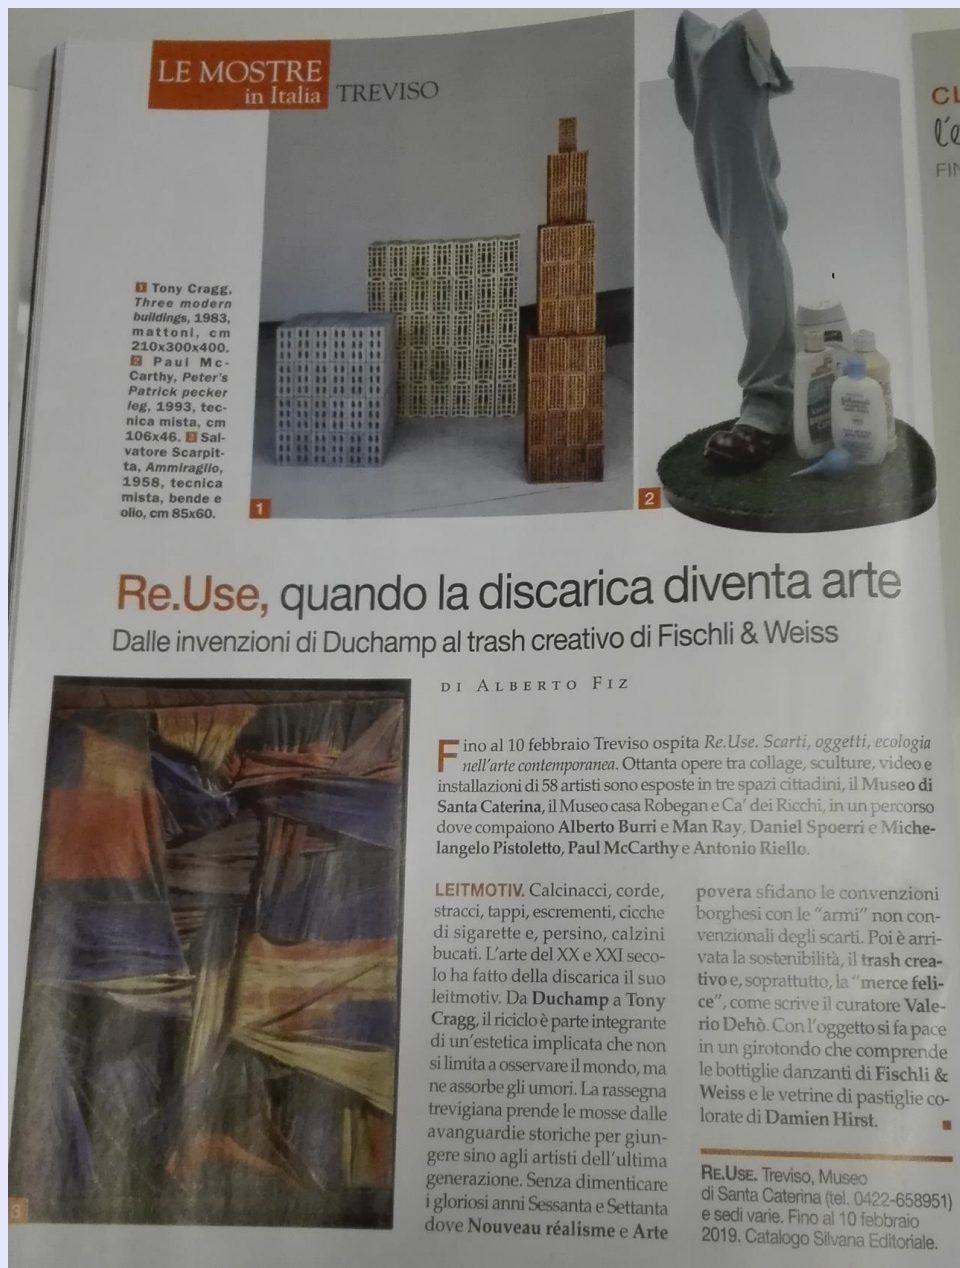 LE MOSTRE
in Italia
TREVISO
CL
l'e
FIN
1 Tony Cragg,
Three modern
buildings, 1983,
mattoni, cm
210x300x400.
2 Paul Mc-
Carthy, Peter's
Patrick pecker
leg, 1993, tec-
nica mista, cm
106x46. 3 Sal-
vatore Scarpit-
ta, Ammiraglio,
1958, tecnica
mista, bende e
olio, cm 85x60.
1
2
Re.Use, quando la discarica diventa arte
Dalle invenzioni di Duchamp al trash creativo di Fischli & Weiss
DI ALBERTO FIZ
Fino al 10 febbraio Treviso ospita Re.Use. Scarti, oggetti, ecologia
nell'arte contemporanea. Ottanta opere tra collage, sculture, video e
installazioni di 58 artisti sono esposte in tre spazi cittadini, il Museo di
Santa Caterina, il Museo casa Robegan e Ca' dei Ricchi, in un percorso
dove compaiono Alberto Burri e Man Ray, Daniel Spoerri e Miche-
langelo Pistoletto, Paul McCarthy e Antonio Riello.
LEITMOTIV. Calcinacci, corde,
stracci, tappi, escrementi, cicche
di sigarette e, persino, calzini
bucati. L'arte del XX e XXI seco-
lo ha fatto della discarica il suo
leitmotiv. Da Duchamp a Tony
Cragg, il riciclo è parte integrante
di un'estetica implicata che non
si limita a osservare il mondo, ma
ne assorbe gli umori. La rassegna
trevigiana prende le mosse dalle
avanguardie storiche per giun-
gere sino agli artisti dell'ultima
generazione. Senza dimenticare
i gloriosi anni Sessanta e Settanta
dove Nouveau réalisme e Arte
povera sfidano le convenzioni
borghesi con le "armi" non con-
venzionali degli scarti. Poi è arri-
vata la sostenibilità, il trash crea-
tivo e, soprattutto, la "merce feli-
ce", come scrive il curatore Vale-
rio Dehò. Con l'oggetto si fa pace
in un girotondo che comprende
le bottiglie danzanti di Fischli &
Weiss e le vetrine di pastiglie co-
lorate di Damien Hirst.
RE.USE. Treviso, Museo
di Santa Caterina (tel. 0422-658951)
e sedi varie. Fino al 10 febbraio
2019. Catalogo Silvana Editoriale.
3